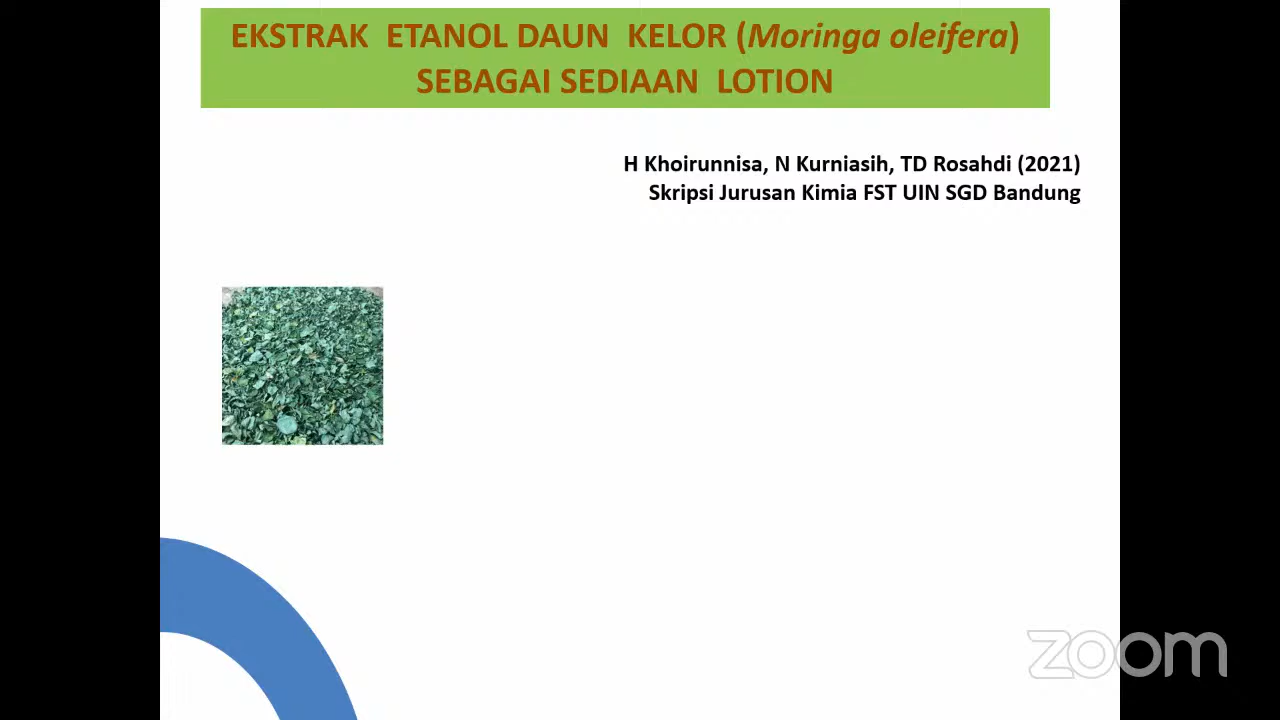 EKSTRAK ETANOL DAUN KELOR (Moringa oleifera)
SEBAGAI SEDIAAN LOTION
H Khoirunnisa, N Kurniasih, TD Rosahdi (2021)
Skripsi Jurusan Kimia FST UIN SGD Bandung
zoom